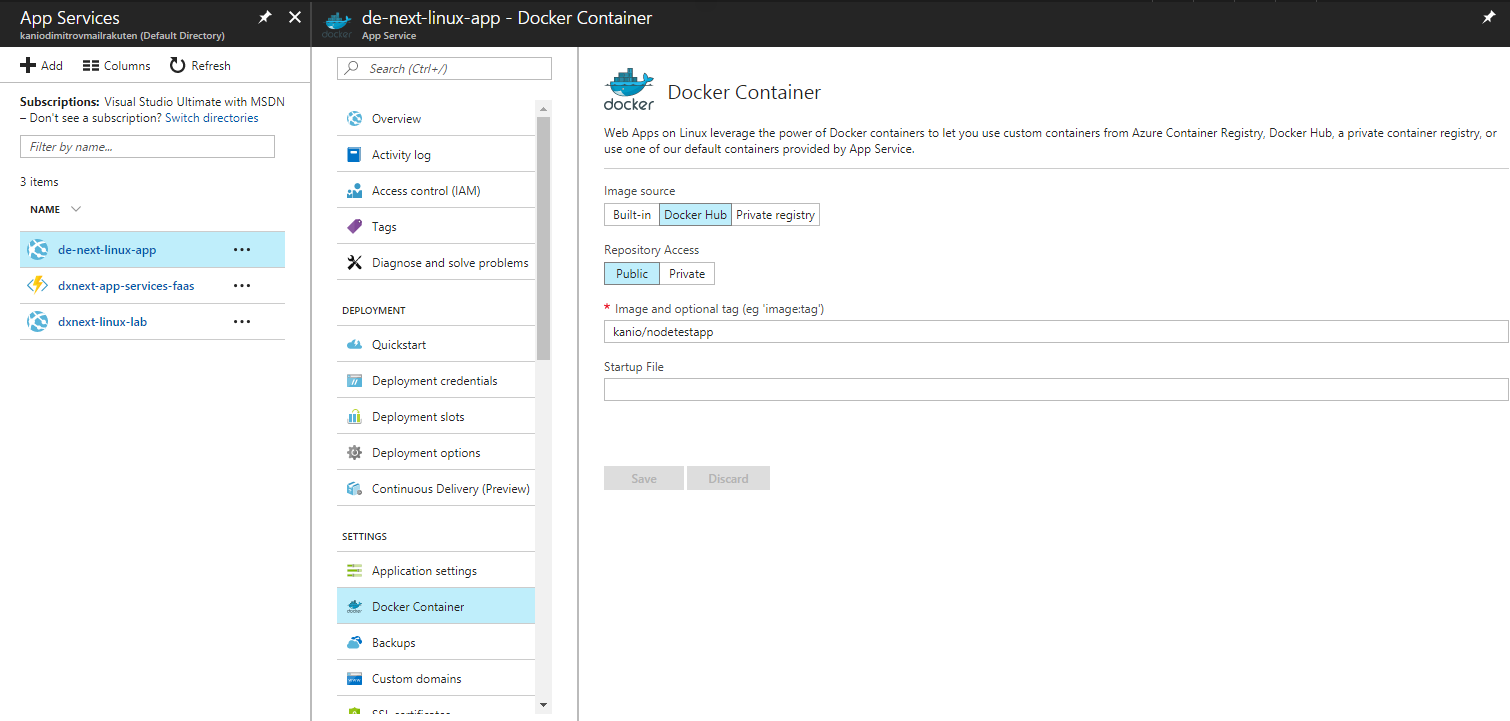 App Services
kaniodimitrovmailrakuten (Default Directory)
Add
Columns
Refresh
Subscriptions: Visual Studio Ultimate with MSDN
– Don't see a subscription? Switch directories
Filter by name...
3 items
NAME
de-next-linux-app
dxnext-app-services-faas
dxnext-linux-lab
docker
de-next-linux-app - Docker Container
App Service
Search (Ctrl+/)
Overview
Activity log
Access control (IAM)
Tags
Diagnose and solve problems
DEPLOYMENT
Quickstart
Deployment credentials
Deployment slots
Deployment options
Continuous Delivery (Preview)
SETTINGS
Application settings
docker
Docker Container
Backups
www
Custom domains
SSL certificates
docker
Docker Container
Web Apps on Linux leverage the power of Docker containers to let you use custom containers from Azure Container Registry, Docker Hub, a private container registry, or
use one of our default containers provided by App Service.
Image source
Built-in
Docker Hub
Private registry
Repository Access
Public
Private
* Image and optional tag (eg 'image:tag')
kanio/nodetestapp
Startup File
Save
Discard